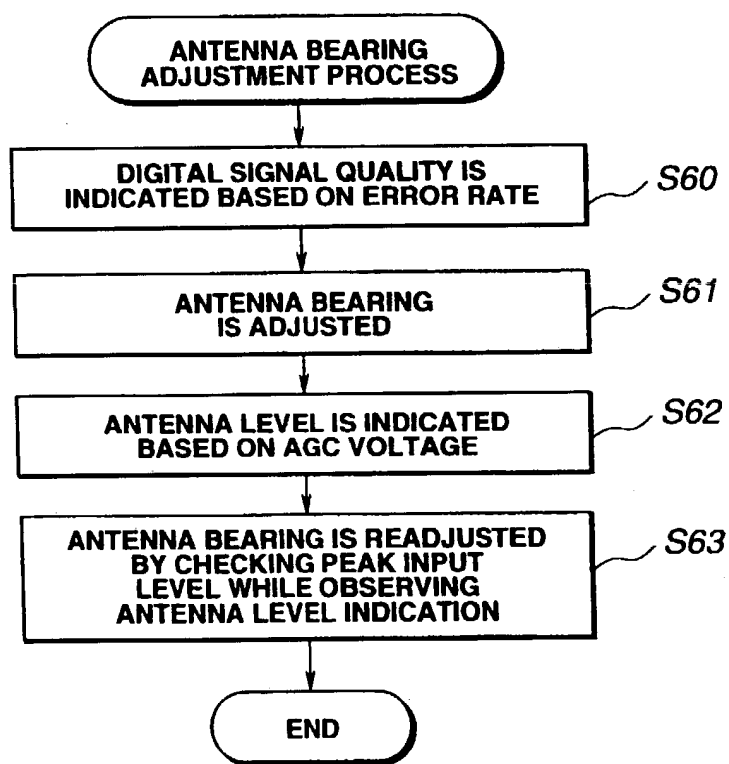 ANTENNA BEARING
ADJUSTMENT PROCESS
DIGITAL SIGNAL QUALITY IS
INDICATED BASED ON ERROR RATE
S60
ANTENNA BEARING
IS ADJUSTED
S61
ANTENNA LEVEL IS INDICATED
BASED ON AGC VOLTAGE
S62
ANTENNA BEARING IS READJUSTED
BY CHECKING PEAK INPUT
LEVEL WHILE OBSERVING
ANTENNA LEVEL INDICATION
S63
END